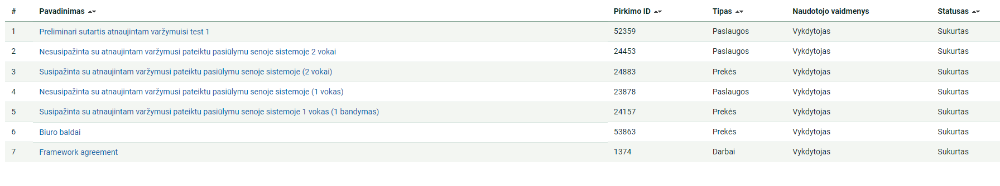 # Pavadinimas Pirkimo ID Tipas Naudotojo vaidmenys Statusas
1 Preliminari sutartis atnaujintam varžymuisi test 1 52359 Paslaugos Vykdytojas Sukurtas
2 Nesusipažinta su atnaujintam varžymusi pateiktu pasiūlymu senoje sistemoje 2 vokai 24453 Paslaugos Vykdytojas Sukurtas
3 Susipažinta su atnaujintam varžymusi pateiktu pasiūlymu senoje sistemoje (2 vokai) 24883 Prekės Vykdytojas Sukurtas
4 Nesusipažinta su atnaujintam varžymusi pateiktu pasiūlymu senoje sistemoje (1 vokas) 23878 Paslaugos Vykdytojas Sukurtas
5 Susipažinta su atnaujintam varžymusi pateiktu pasiūlymu senoje sistemoje 1 vokas (1 bandymas) 24157 Prekės Vykdytojas Sukurtas
6 Biuro baldai 53863 Prekės Vykdytojas Sukurtas
7 Framework agreement 1374 Darbai Vykdytojas Sukurtas